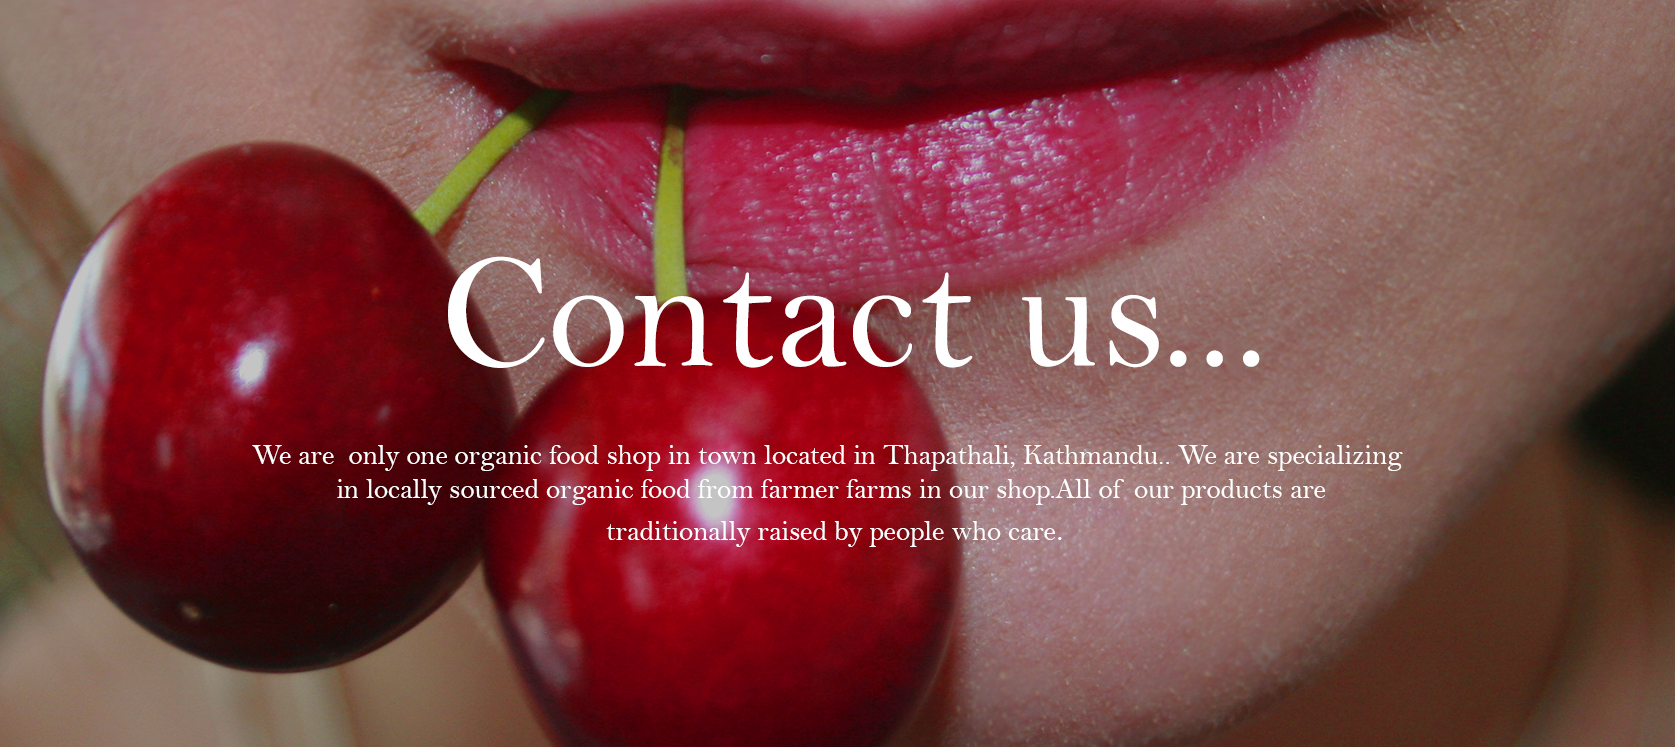 Contact us...
We are  only one organic food shop in town located in Thapathali, Kathmandu.. We are specializing
in locally sourced organic food from farmer farms in our shop.All of  our products are
traditionally raised by people who care.